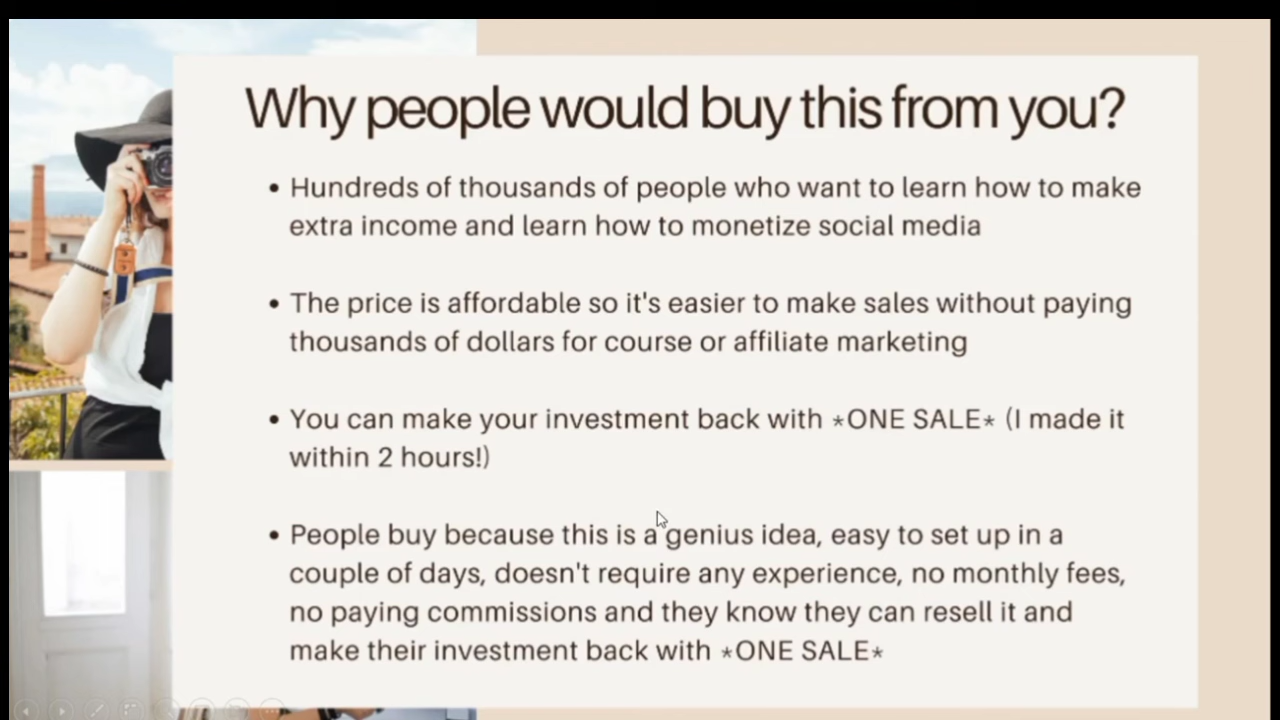 Why people would buy this from you?
• Hundreds of thousands of people who want to learn how to make
extra income and learn how to monetize social media
• The price is affordable so it's easier to make sales without paying
thousands of dollars for course or affiliate marketing
• You can make your investment back with *ONE SALE* (I made it
within 2 hours!)
• People buy because this is a genius idea, easy to set up in a
couple of days, doesn't require any experience, no monthly fees,
no paying commissions and they know they can resell it and
make their investment back with *ONE SALE*